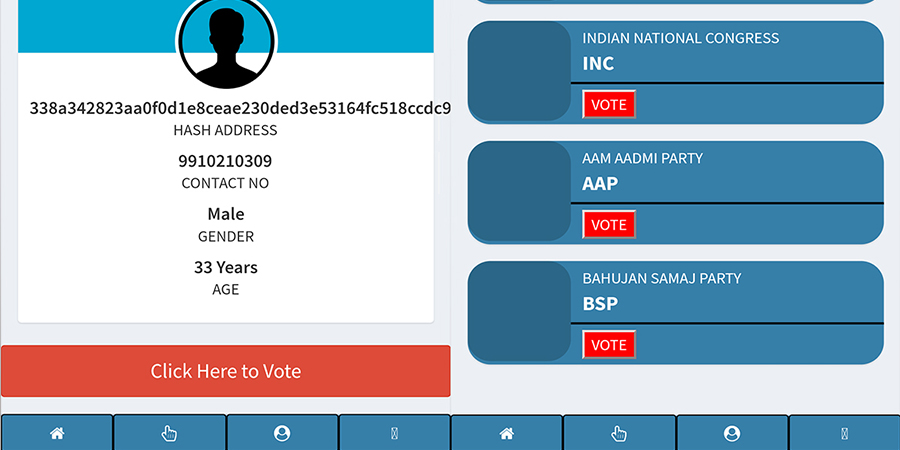 338a342823aa0f0d1e8ceae230ded3e53164fc518ccdc9
HASH ADDRESS
9910210309
CONTACT NO
Male
GENDER
33 Years
AGE
Click Here to Vote
INDIAN NATIONAL CONGRESS
INC
VOTE
AAM AADMI PARTY
AAP
VOTE
BAHUJAN SAMAJ PARTY
BSP
VOTE